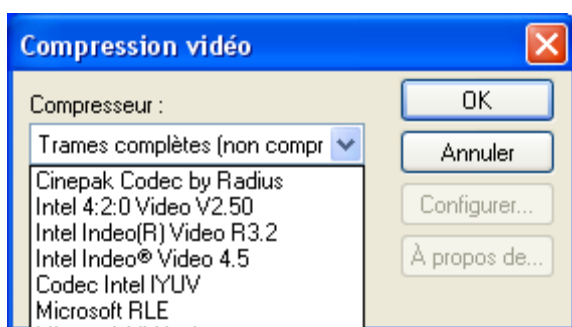 Compression vidéo
Compresseur :
OK
Trames complètes (non compr
Annuler
Cinepak Codec by Radius
Intel 4:2:0 Video V2.50
Configurer...
Intel Indeo(R) Video R3.2
Intel Indeo® Video 4.5
À propos de...
Codec Intel IYUV
Microsoft RLE